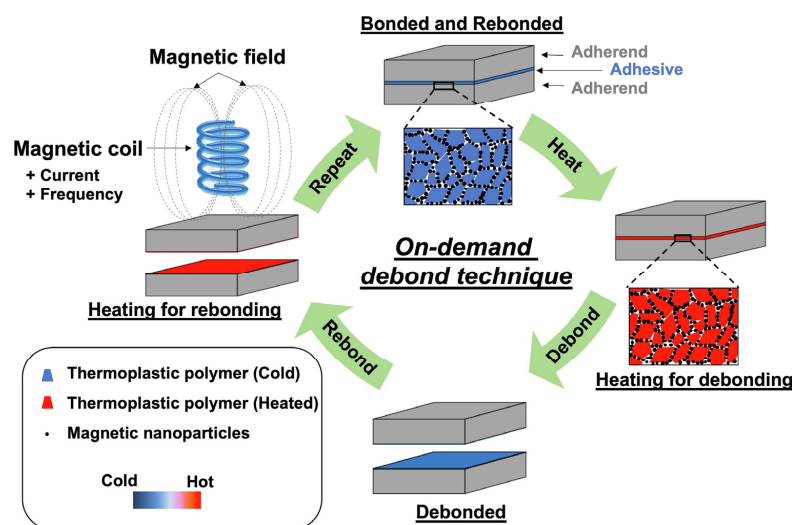 Bonded and Rebonded
Adherend
Adhesive
Adherend
Magnetic field
Magnetic coil
+ Current
+ Frequency
Repeat
Heat
On-demand
debond technique
Heating for rebonding
Rebond
Debond
Heating for debonding
Thermoplastic polymer (Cold)
Thermoplastic polymer (Heated)
Magnetic nanoparticles
Cold
Hot
Debonded